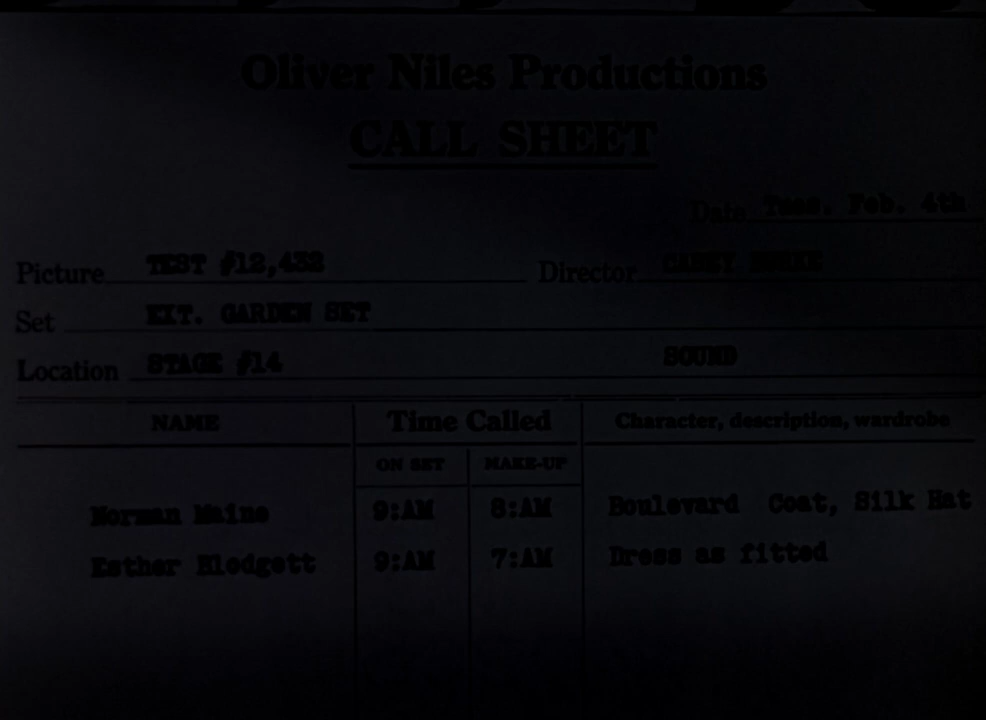 Oliver Niles Productions
CALL SHEET
Date Tues. Feb. 4th
Picture TEST #12,432 Director CASEY BURKE
Set EXT. GARDEN SET
Location STAGE #14 SOUND
NAME Time Called Character, description, wardrobe
ON SET MAKE-UP
Norman Maine 9:AM 8:AM Boulevard Coat, Silk Hat
Esther Blodgett 9:AM 7:AM Dress as fitted